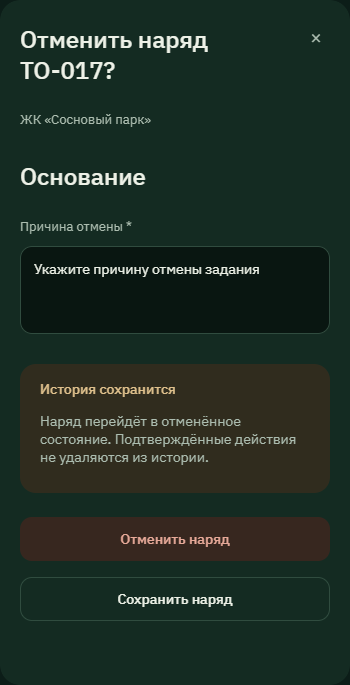 Отменить наряд
ТО-017?
×
ЖК «Сосновый парк»
Основание
Причина отмены *
Укажите причину отмены задания
История сохранится
Наряд перейдёт в отменённое
состояние. Подтверждённые действия
не удаляются из истории.
Отменить наряд
Сохранить наряд